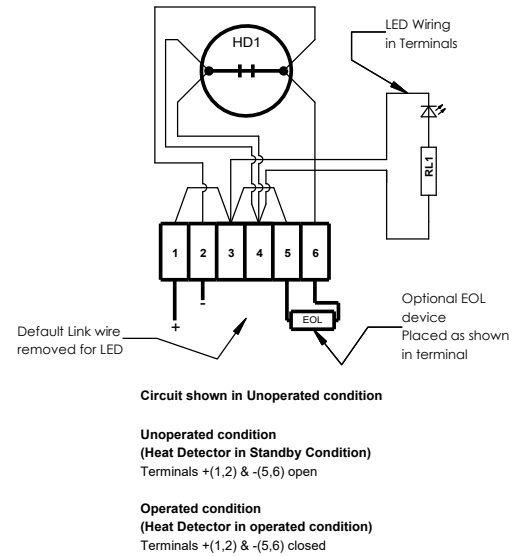 HD1
LED Wiring
in Terminals
RL1
1 2 3 4 5 6
+ -
EOL
Default Link wire
removed for LED
Optional EOL
device
Placed as shown
in terminal
Circuit shown in Unoperated condition
Unoperated condition
(Heat Detector in Standby Condition)
Terminals +(1,2) & -(5,6) open
Operated condition
(Heat Detector in operated condition)
Terminals +(1,2) & -(5,6) closed